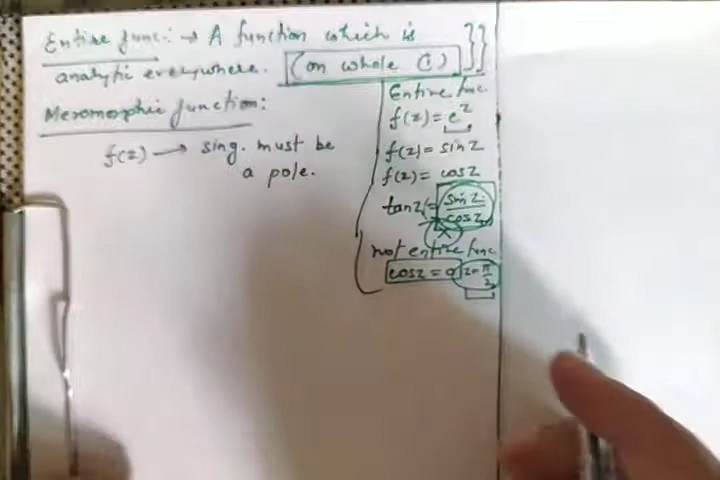 Entire func: → A function which is
analytic everywhere. (on whole ℂ)
Meromorphic function:
f(z) → sing. must be
a pole.
Entire func
f(z) = e^z
f(z) = sin z
f(z) = cos z
tan z = sin z / cos z
not entire func
cos z = 0 z = π/2